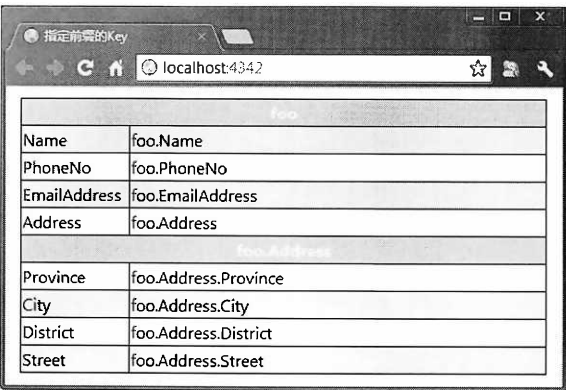 指定前缀的Key
localhost:4342
foo
Name foo.Name
PhoneNo foo.PhoneNo
EmailAddress foo.EmailAddress
Address foo.Address
foo.Address
Province foo.Address.Province
City foo.Address.City
District foo.Address.District
Street foo.Address.Street